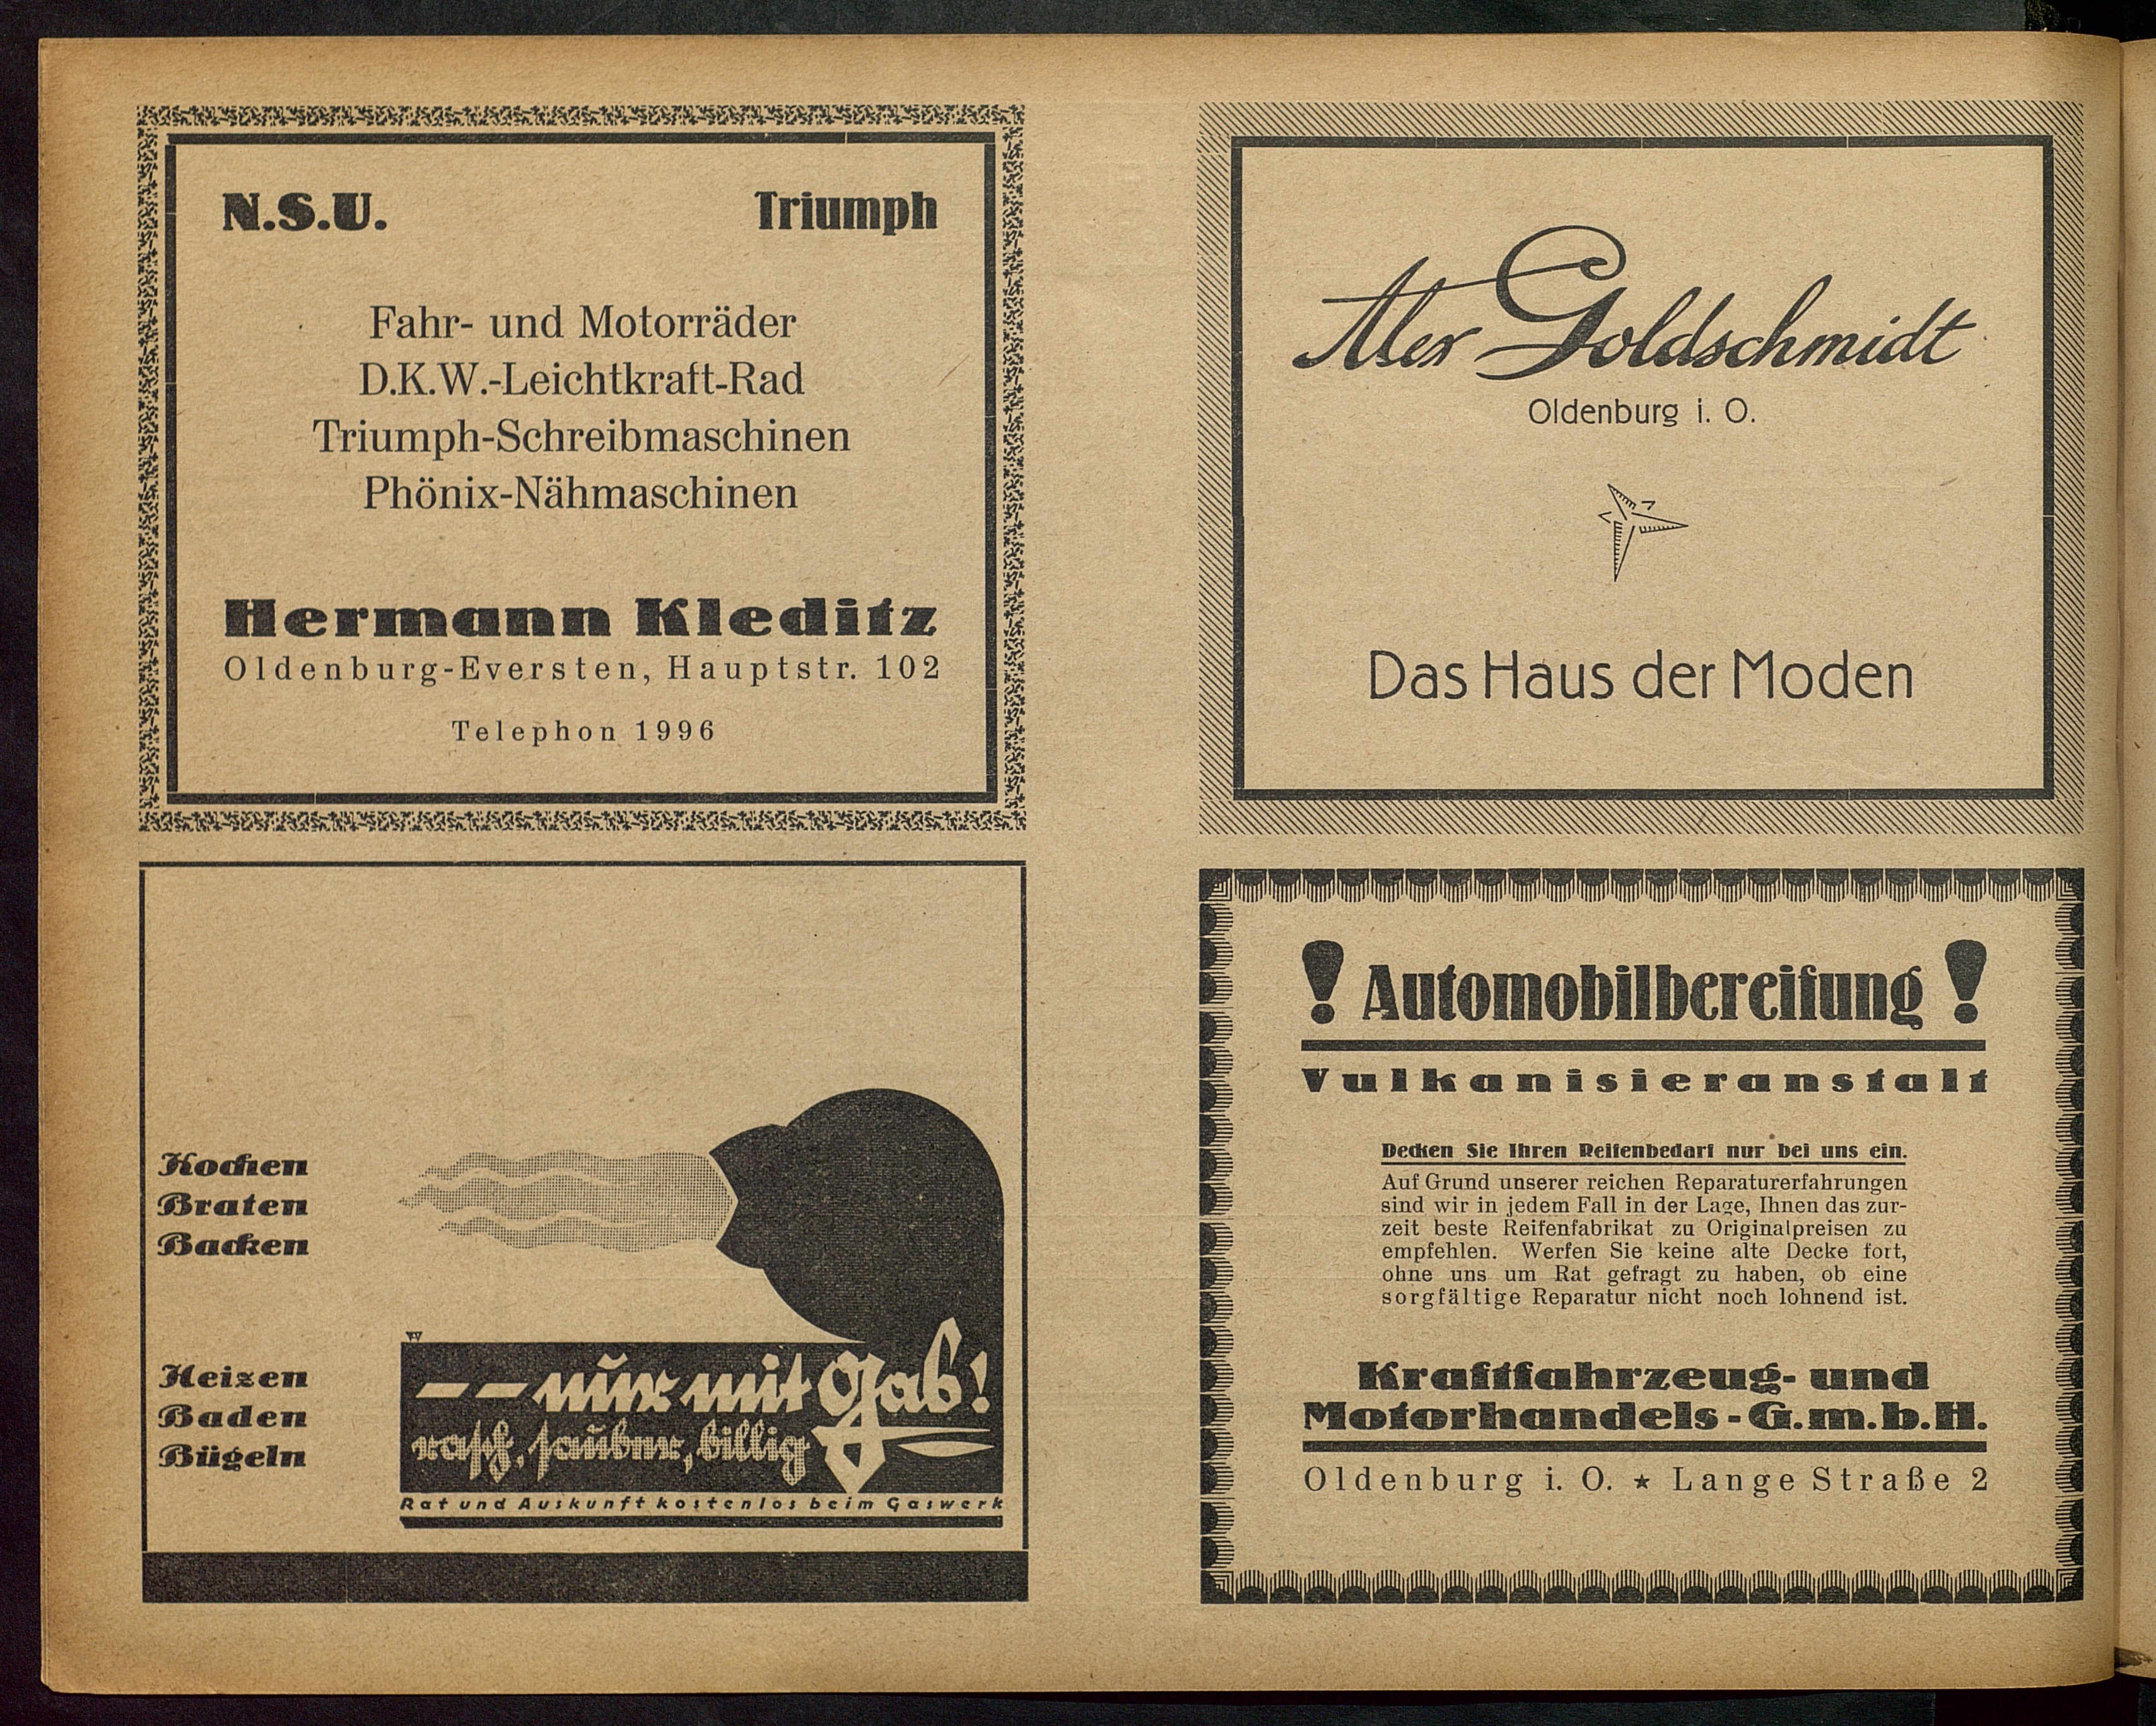 N.S.U. Triumph
Fahr- und Motorräder
D.K.W.-Leichtkraft-Rad
Triumph-Schreibmaschinen
Phönix-Nähmaschinen
Hermann Kleditz
Oldenburg-Eversten, Hauptstr. 102
Telephon 1996
Alex Goldschmidt
Oldenburg i. O.
Das Haus der Moden
Kochen
Braten
Backen
Heizen
Baden
Bügeln
-- nur mit Gas!
rasch, sauber, billig
Rat und Auskunft kostenlos beim Gaswerk
! Automobilbereifung !
Vulkanisieranstalt
Decken Sie Ihren Reifenbedarf nur bei uns ein.
Auf Grund unserer reichen Reparaturerfahrungen
sind wir in jedem Fall in der Lage, Ihnen das zur-
zeit beste Reifenfabrikat zu Originalpreisen zu
empfehlen. Werfen Sie keine alte Decke fort,
ohne uns um Rat gefragt zu haben, ob eine
sorgfältige Reparatur nicht noch lohnend ist.
Kraftfahrzeug- und
Motorhandels-G.m.b.H.
Oldenburg i. O. ★ Lange Straße 2